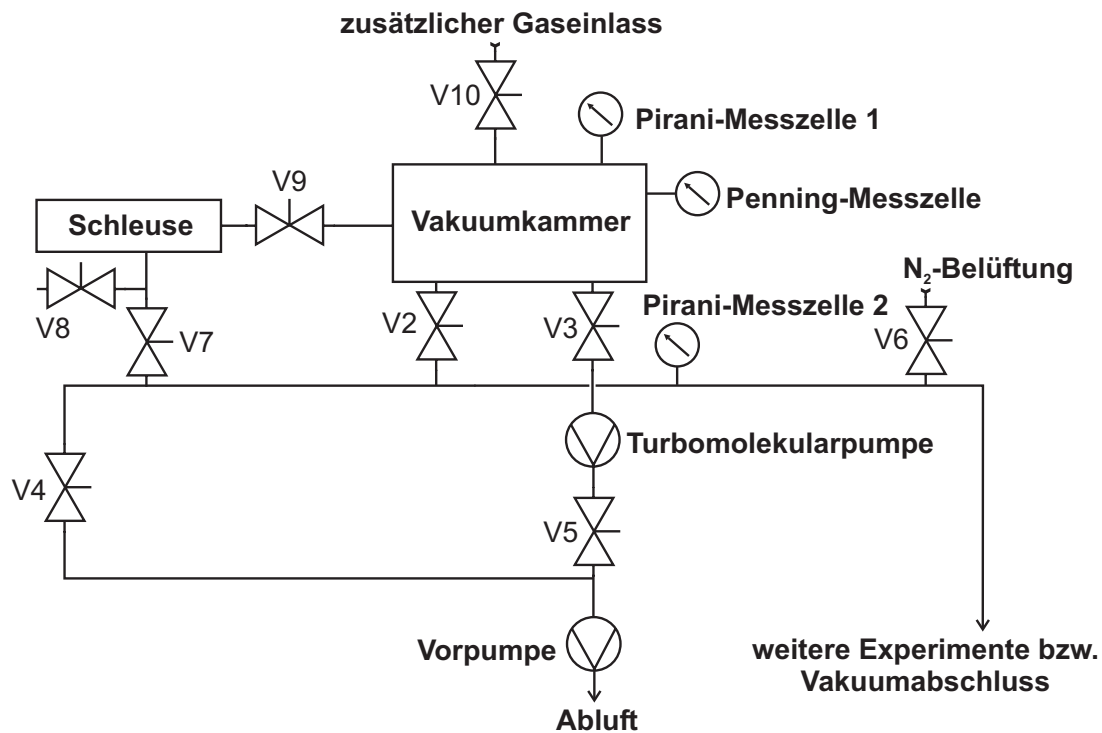 zusätzlicher Gaseinlass
V10
Pirani-Messzelle 1
V9
Penning-Messzelle
Schleuse
Vakuumkammer
N₂-Belüftung
Pirani-Messzelle 2
V8
V7
V2
V3
V6
Turbomolekularpumpe
V4
V5
Vorpumpe
weitere Experimente bzw.
Vakuumabschluss
Abluft